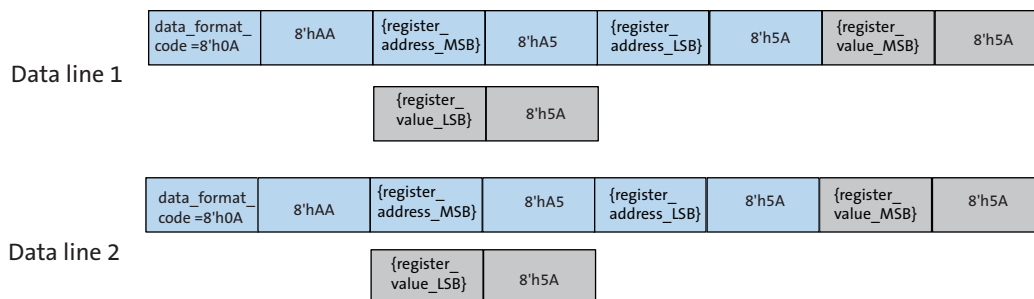 data_format_ code =8'h0A 8'hAA {register_ address_MSB} 8'hA5 {register_ address_LSB} 8'h5A {register_ value_MSB} 8'h5A
Data line 1
{register_ value_LSB} 8'h5A
data_format_ code =8'h0A 8'hAA {register_ address_MSB} 8'hA5 {register_ address_LSB} 8'h5A {register_ value_MSB} 8'h5A
Data line 2
{register_ value_LSB} 8'h5A